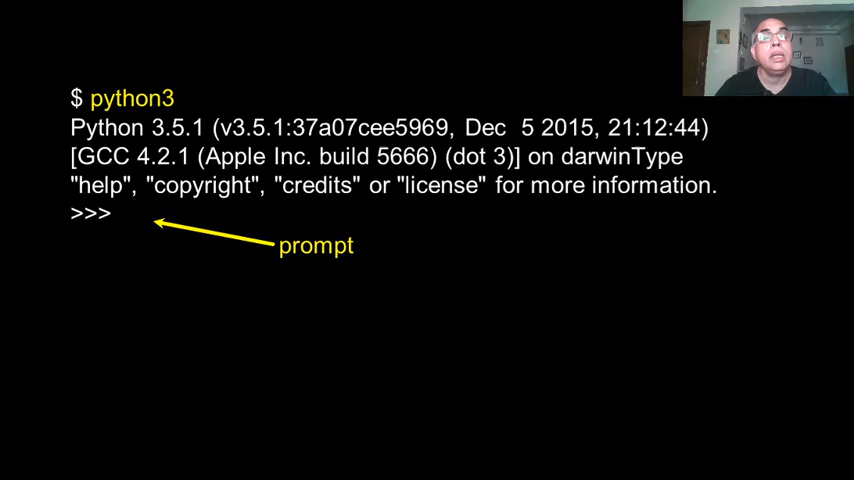 $ python3
Python 3.5.1 (v3.5.1:37a07cee5969, Dec  5 2015, 21:12:44)
[GCC 4.2.1 (Apple Inc. build 5666) (dot 3)] on darwinType
"help", "copyright", "credits" or "license" for more information.
>>>
prompt